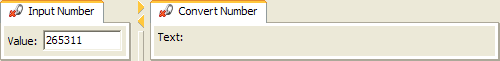 Input Number
Value: 265311
Convert Number
Text: